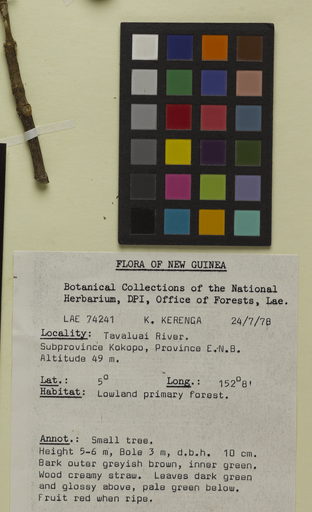 FLORA OF NEW GUINEA
Botanical Collections of the National
Herbarium, DPI, Office of Forests, Lae.
LAE 74241 K. KERENGA 24/7/78
Locality: Tavaluai River.
Subprovince Kokopo, Province E.N.B.
Altitude 49 m.
Lat.: 5° Long.: 152°8'
Habitat: Lowland primary forest.
Annot.: Small tree.
Height 5-6 m, Bole 3 m, d.b.h. 10 cm.
Bark outer grayish brown, inner green.
Wood creamy straw. Leaves dark green
and glossy above, pale green below.
Fruit red when ripe.